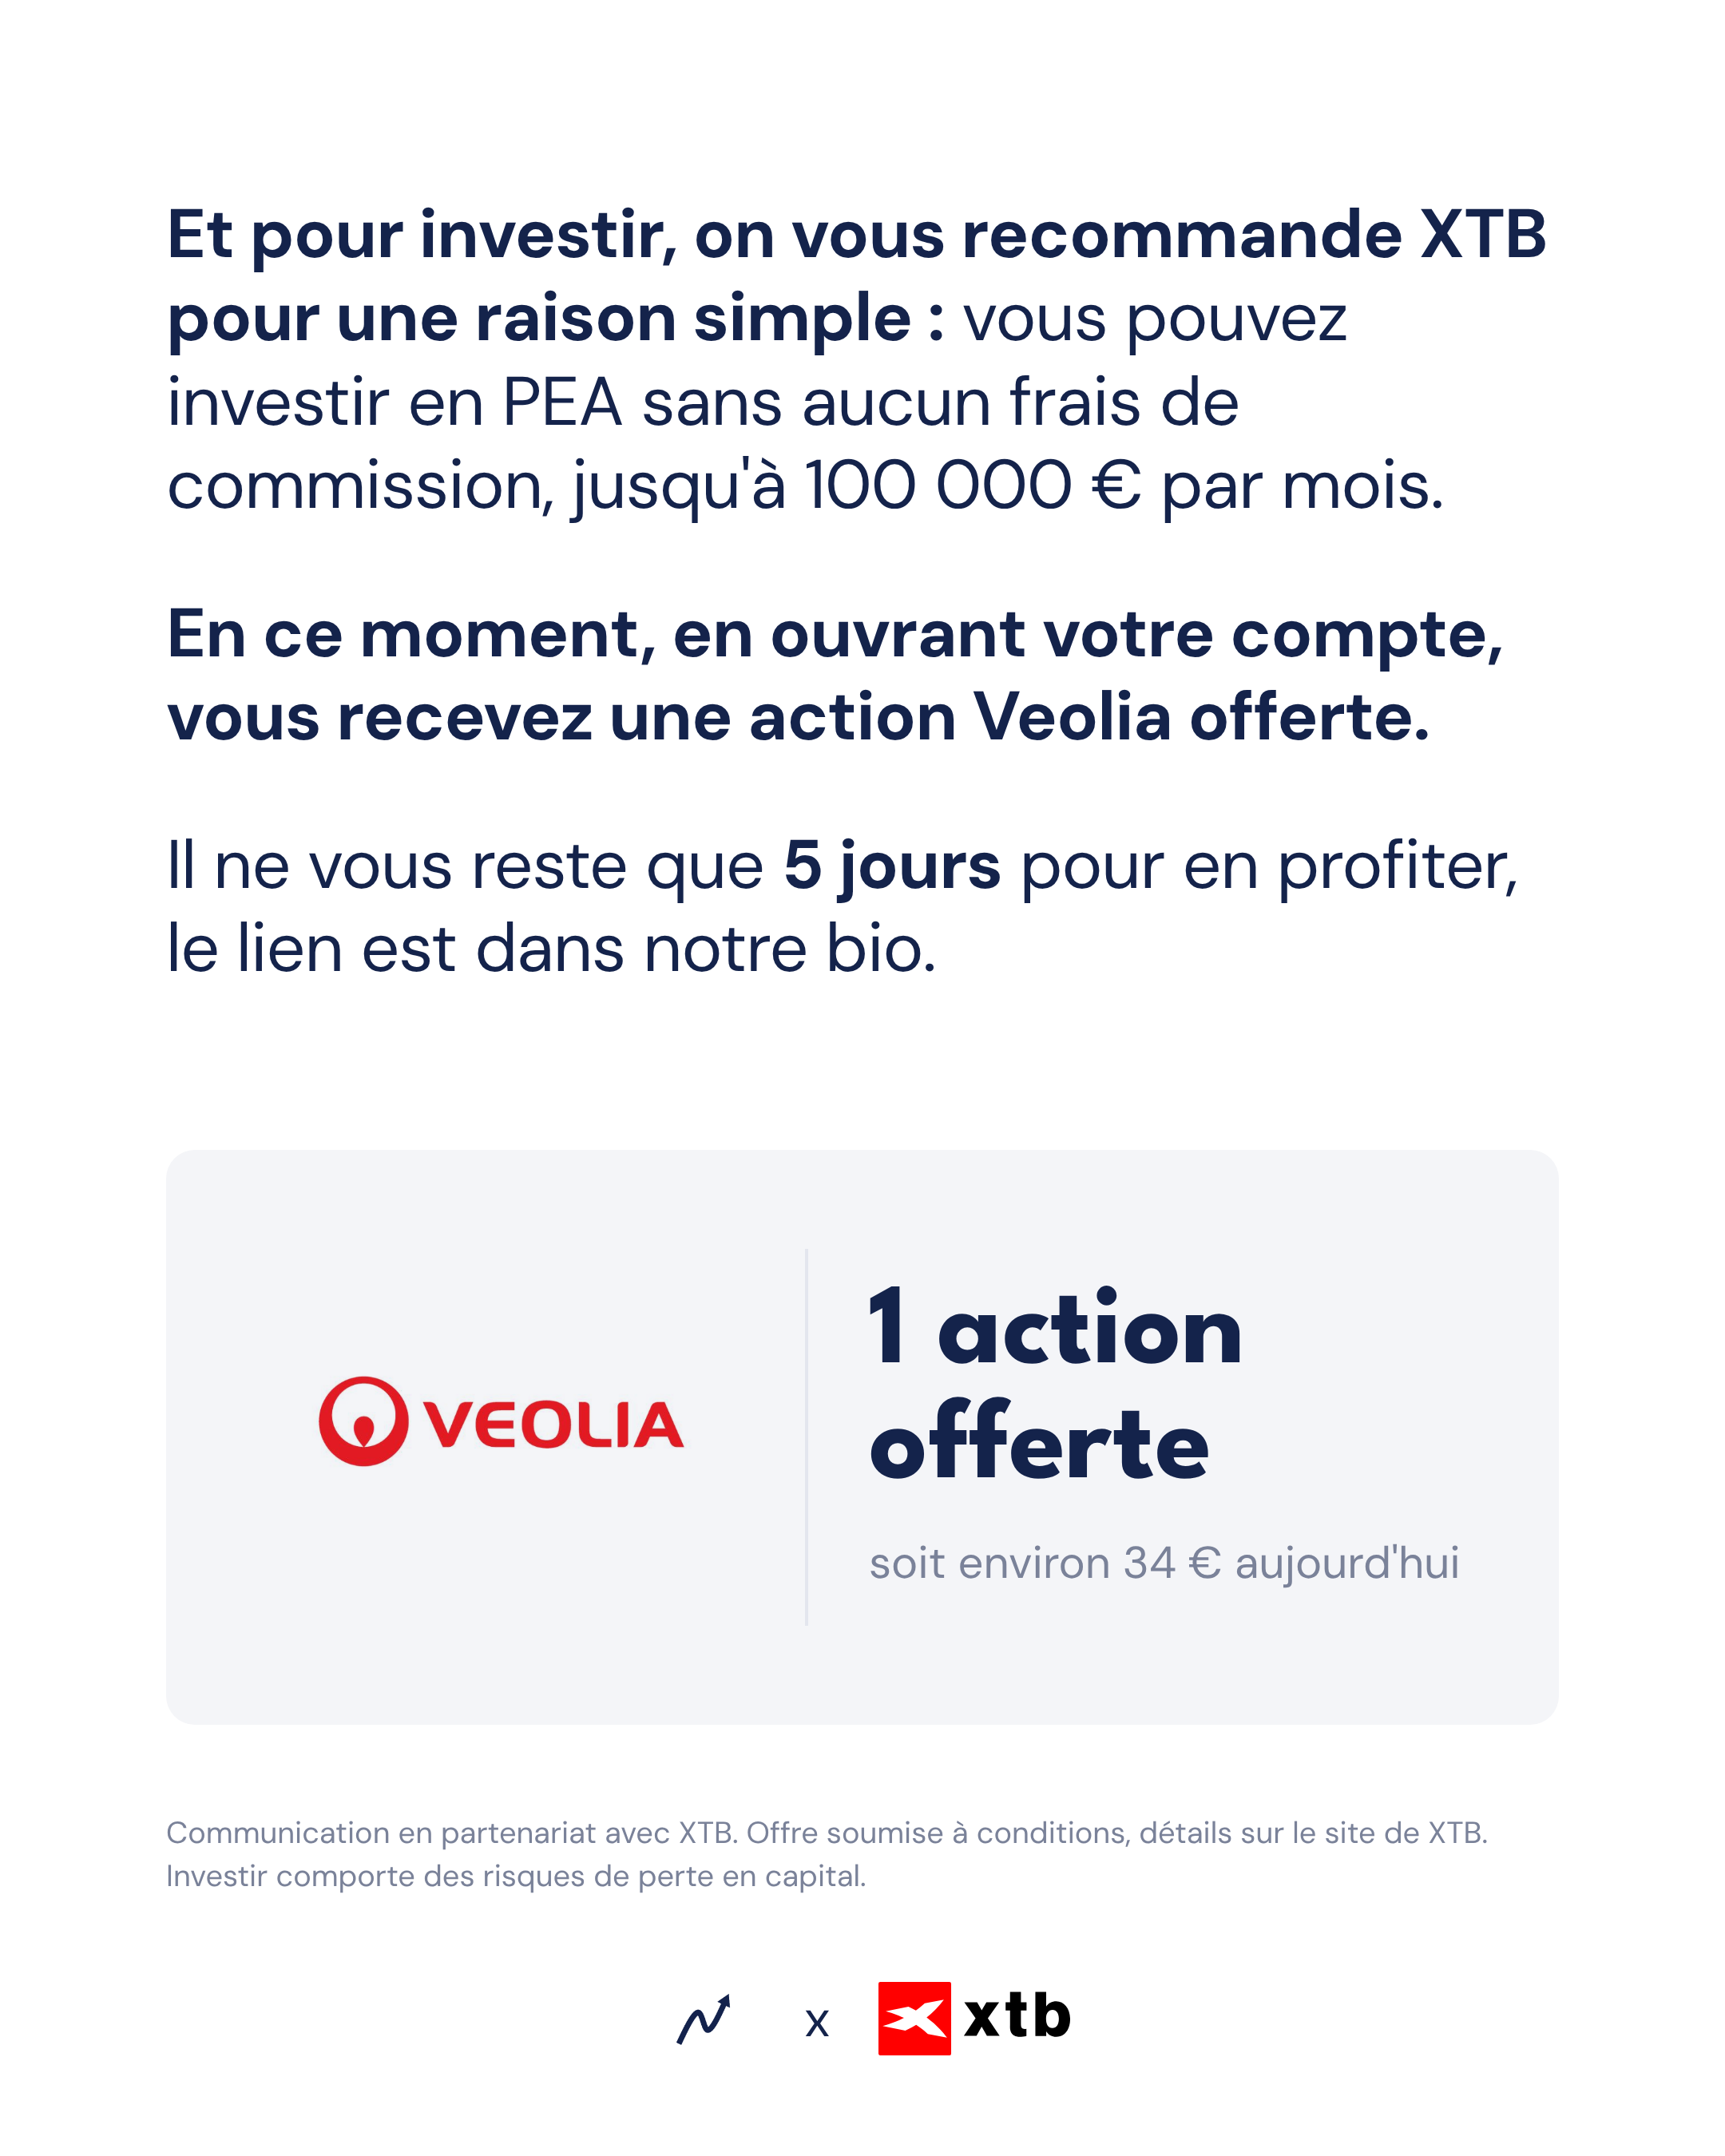 Et pour investir, on vous recommande XTB
pour une raison simple : vous pouvez
investir en PEA sans aucun frais de
commission, jusqu'à 100 000 € par mois.
En ce moment, en ouvrant votre compte,
vous recevez une action Veolia offerte.
Il ne vous reste que 5 jours pour en profiter,
le lien est dans notre bio.
VEOLIA
1 action
offerte
soit environ 34 € aujourd'hui
Communication en partenariat avec XTB. Offre soumise à conditions, détails sur le site de XTB.
Investir comporte des risques de perte en capital.
x xtb